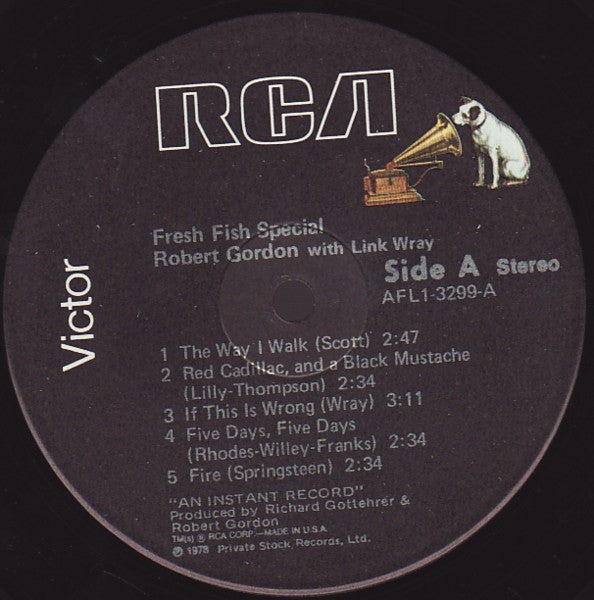 RCA
Victor
Fresh Fish Special
Robert Gordon with Link Wray
Side A Stereo
AFL1-3299-A
1 The Way I Walk (Scott) 2:47
2 Red Cadillac, and a Black Mustache
(Lilly-Thompson) 2:34
3 If This Is Wrong (Wray) 3:11
4 Five Days, Five Days
(Rhodes-Willey-Franks) 2:34
5 Fire (Springsteen) 2:34
"AN INSTANT RECORD"
Produced by Richard Gottehrer &
Robert Gordon
TM(s) ® RCA CORP.—MADE IN U.S.A.
℗ 1978 Private Stock Records, Ltd.